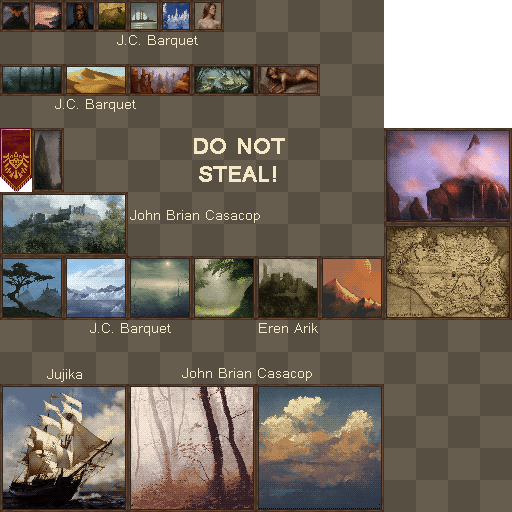 J.C. Barquet
J.C. Barquet
DO NOT
STEAL!
John Brian Casacop
J.C. Barquet
Eren Arik
Jujika
John Brian Casacop